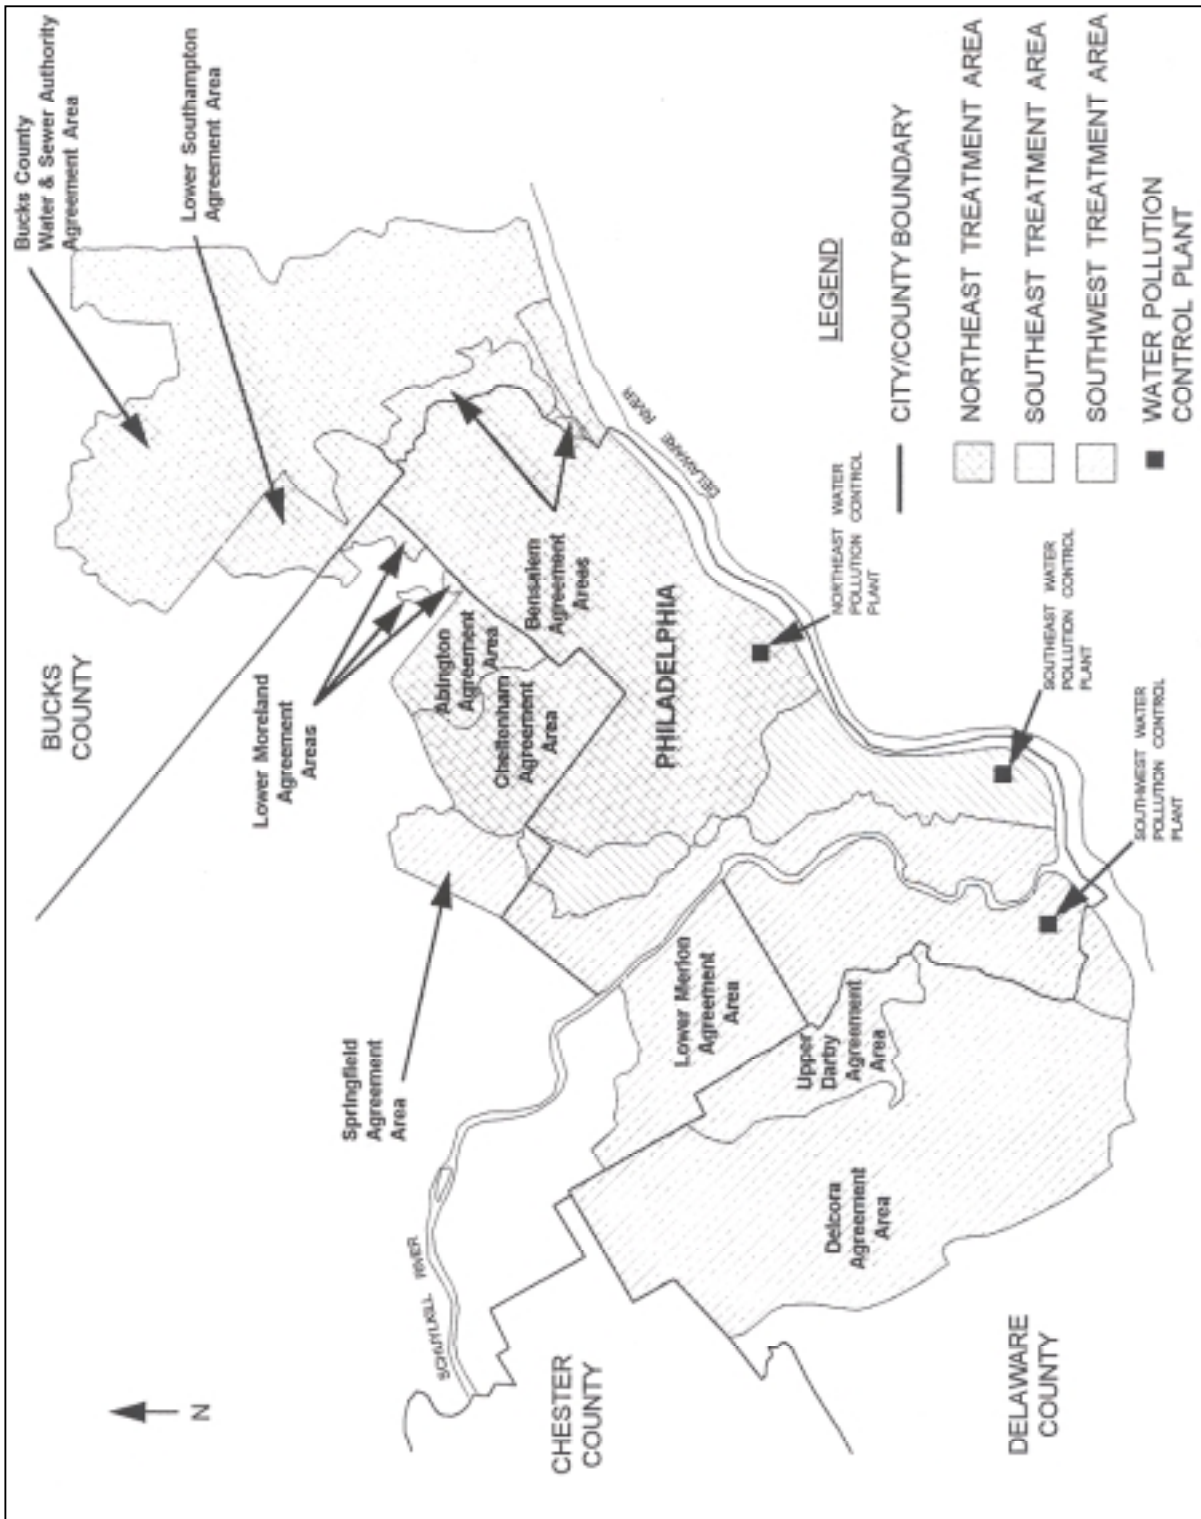 Bucks County
Water & Sewer Authority
Agreement Area
Lower Southampton
Agreement Area
BUCKS
COUNTY
Lower Moreland
Agreement
Areas
Abington
Agreement
Area
Cheltenham
Agreement
Area
Bensalem
Agreement
Areas
PHILADELPHIA
DELAWARE RIVER
NORTHEAST WATER
POLLUTION CONTROL
PLANT
SOUTHEAST WATER
POLLUTION CONTROL
PLANT
SOUTHWEST WATER
POLLUTION CONTROL
PLANT
Springfield
Agreement
Area
Lower Merion
Agreement
Area
Upper
Darby
Agreement
Area
Delcora
Agreement
Area
SCHUYLKILL RIVER
N
CHESTER
COUNTY
DELAWARE
COUNTY
LEGEND
CITY/COUNTY BOUNDARY
NORTHEAST TREATMENT AREA
SOUTHEAST TREATMENT AREA
SOUTHWEST TREATMENT AREA
WATER POLLUTION
CONTROL PLANT